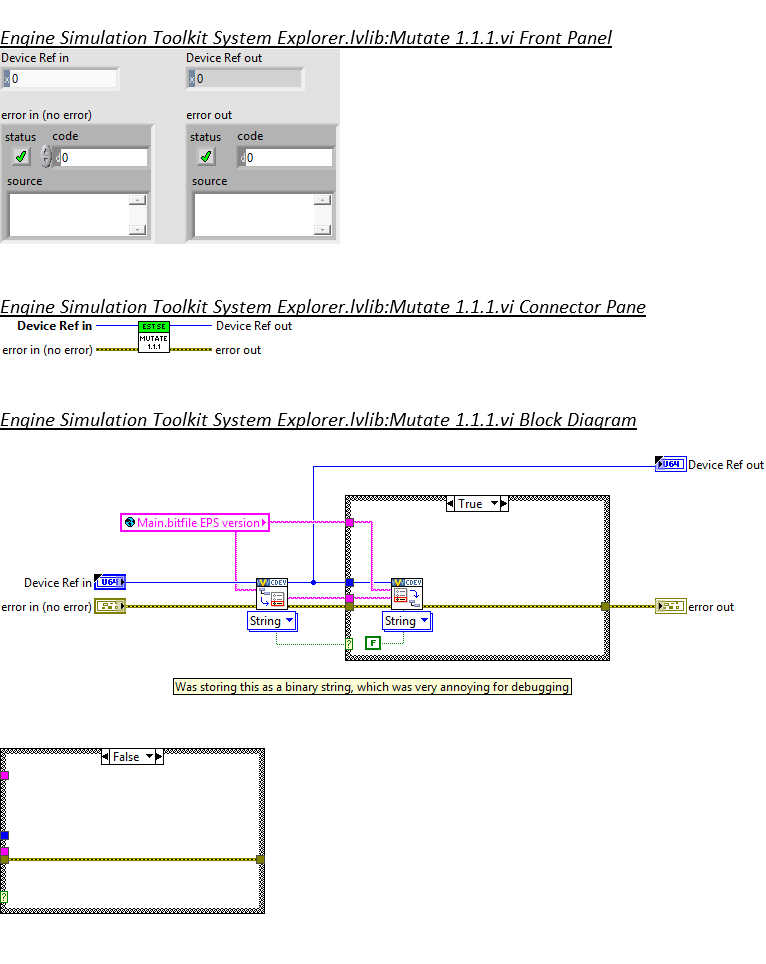 Engine Simulation Toolkit System Explorer.lvlib:Mutate 1.1.1.vi Front Panel
Device Ref in Device Ref out
x 0 x 0
error in (no error) error out
status code status code
d 0 d 0
source source
Engine Simulation Toolkit System Explorer.lvlib:Mutate 1.1.1.vi Connector Pane
Device Ref in EST SE Device Ref out
MUTATE
error in (no error) 1.1.1 error out
Engine Simulation Toolkit System Explorer.lvlib:Mutate 1.1.1.vi Block Diagram
U64 Device Ref out
True
Main.bitfile EPS version
Device Ref in U64 CDEV CDEV
error in (no error) error out
String String
? F
Was storing this as a binary string, which was very annoying for debugging
False
?